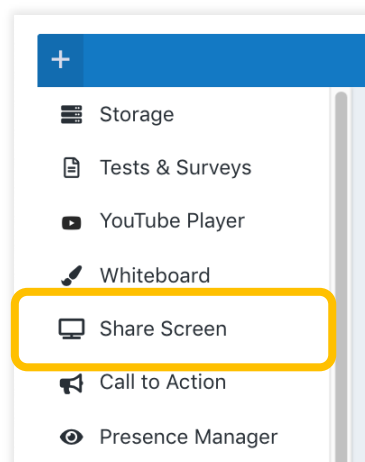 +
Storage
Tests & Surveys
YouTube Player
Whiteboard
Share Screen
Call to Action
Presence Manager